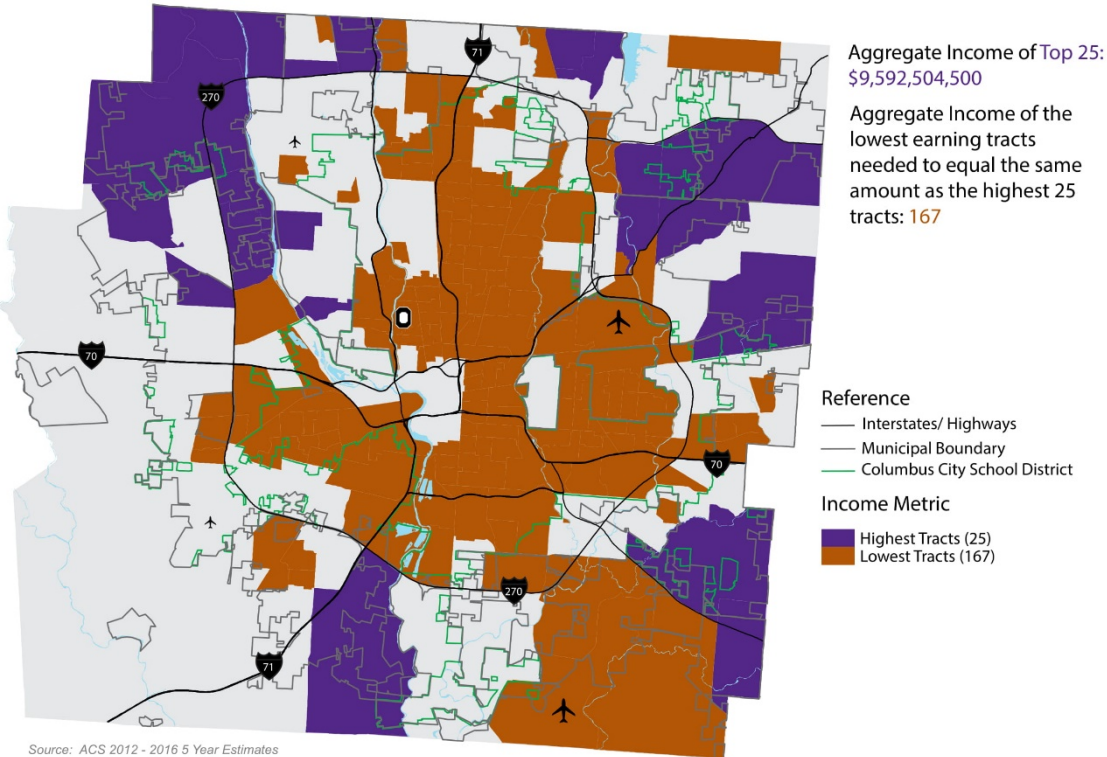 71
270
Aggregate Income of Top 25:
$9,592,504,500
Aggregate Income of the
lowest earning tracts
needed to equal the same
amount as the highest 25
tracts: 167
70
Reference
Interstates/ Highways
Municipal Boundary
Columbus City School District
70
Income Metric
Highest Tracts (25)
Lowest Tracts (167)
270
71
Source: ACS 2012 - 2016 5 Year Estimates